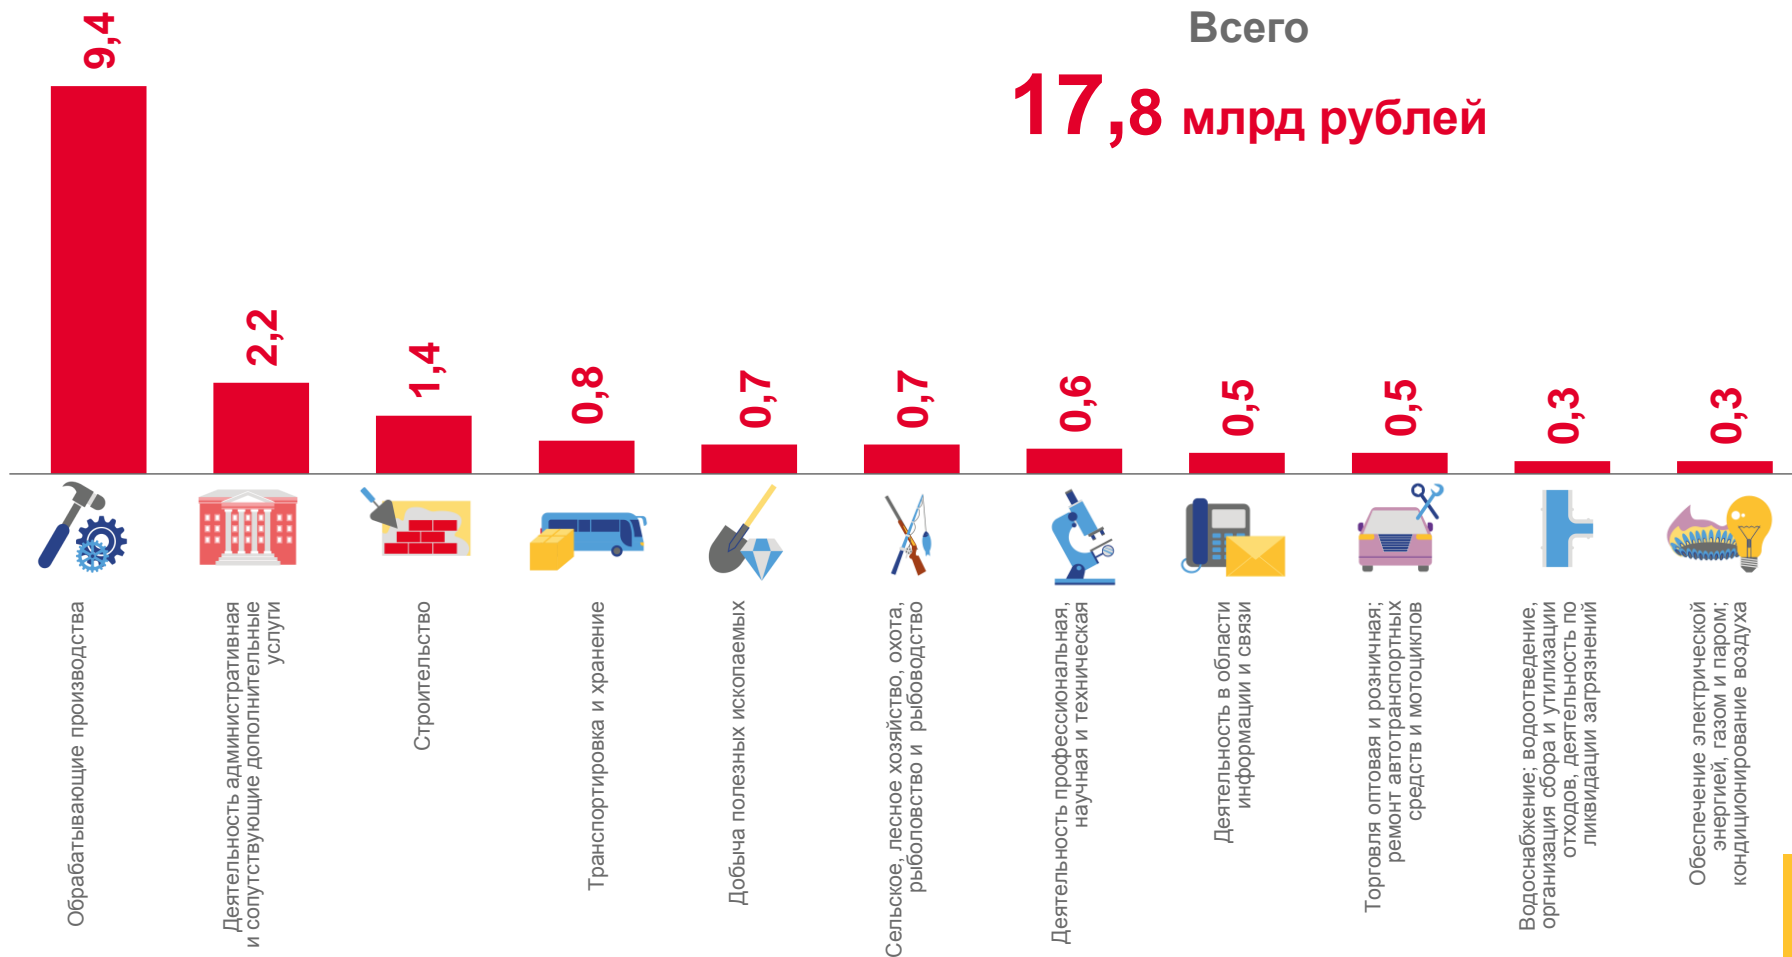 Всего
17,8 млрд рублей
9,4
2,2
1,4
0,8
0,7
0,7
0,6
0,5
0,5
0,3
0,3
Обрабатывающие производства
Деятельность административная
и сопутствующие дополнительные
услуги
Строительство
Транспортировка и хранение
Добыча полезных ископаемых
Сельское, лесное хозяйство, охота,
рыболовство и рыбоводство
Деятельность профессиональная,
научная и техническая
Деятельность в области
информации и связи
Торговля оптовая и розничная;
ремонт автотранспортных
средств и мотоциклов
Водоснабжение; водоотведение,
организация сбора и утилизации
отходов, деятельность по
ликвидации загрязнений
Обеспечение электрической
энергией, газом и паром;
кондиционирование воздуха